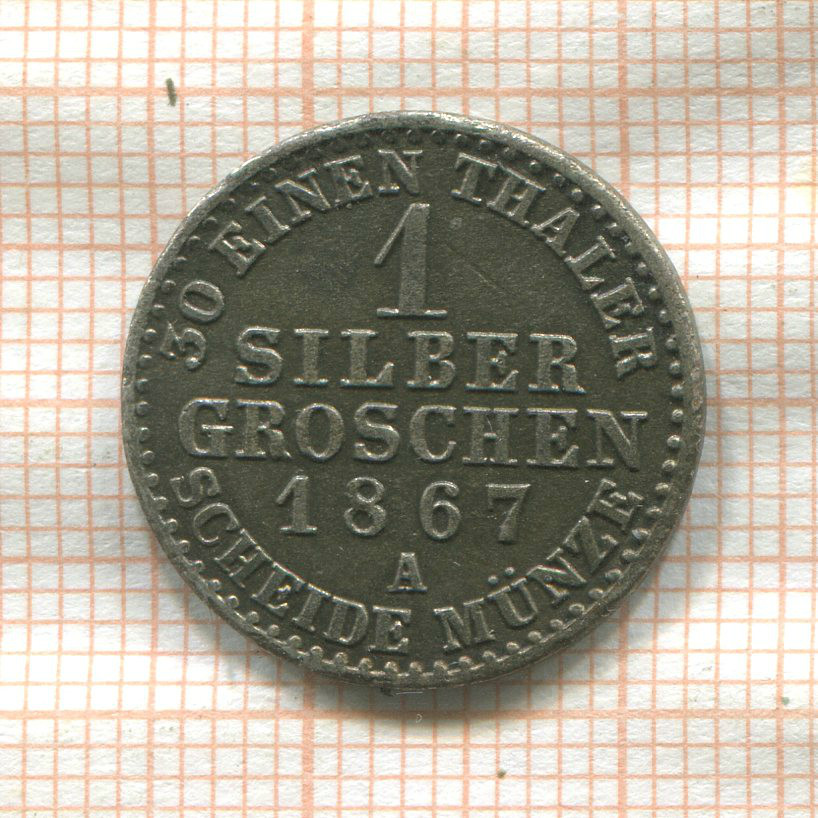 30 EINEN THALER
1
SILBER
GROSCHEN
1867
A
SCHEIDE MÜNZE